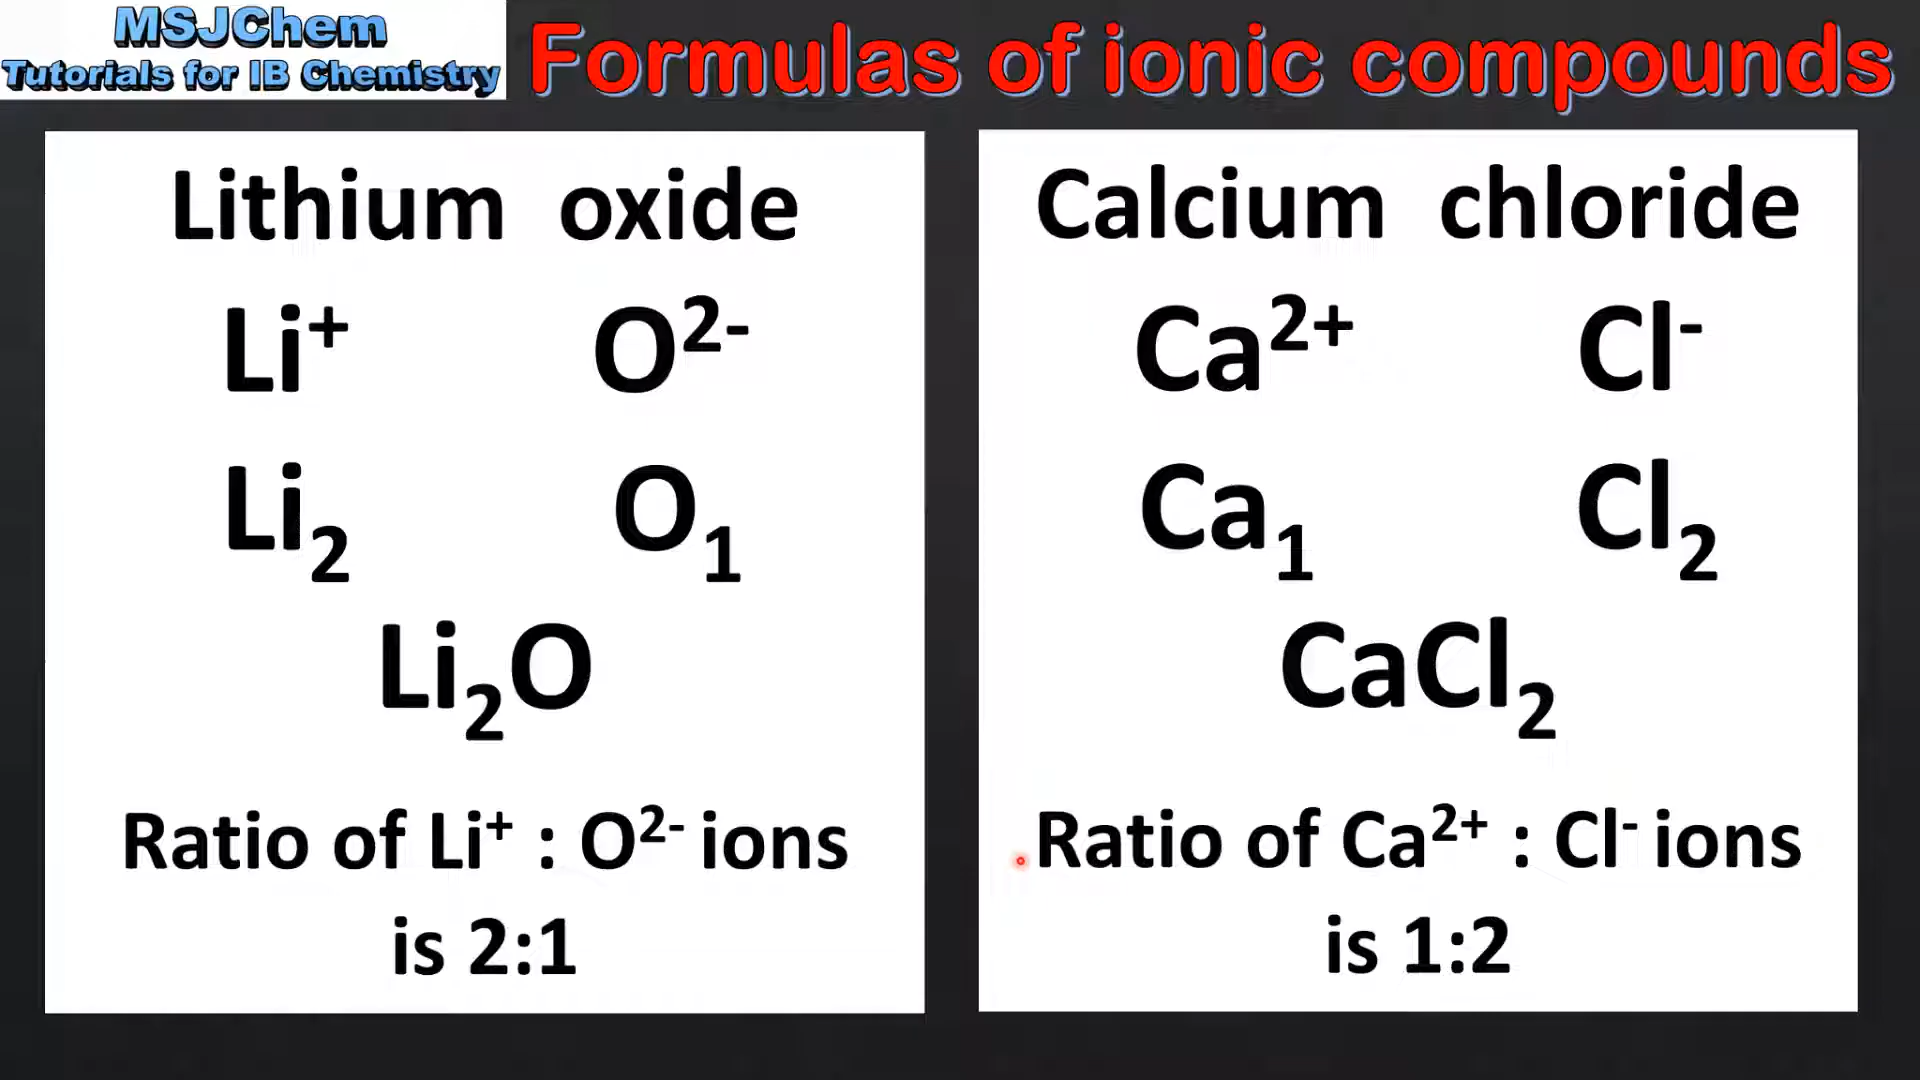 MSJChem
Tutorials for IB Chemistry
Formulas of ionic compounds
Lithium oxide
Li⁺ O²⁻
Li₂ O₁
Li₂O
Ratio of Li⁺ : O²⁻ ions
is 2:1
Calcium chloride
Ca²⁺ Cl⁻
Ca₁ Cl₂
CaCl₂
Ratio of Ca²⁺ : Cl⁻ ions
is 1:2